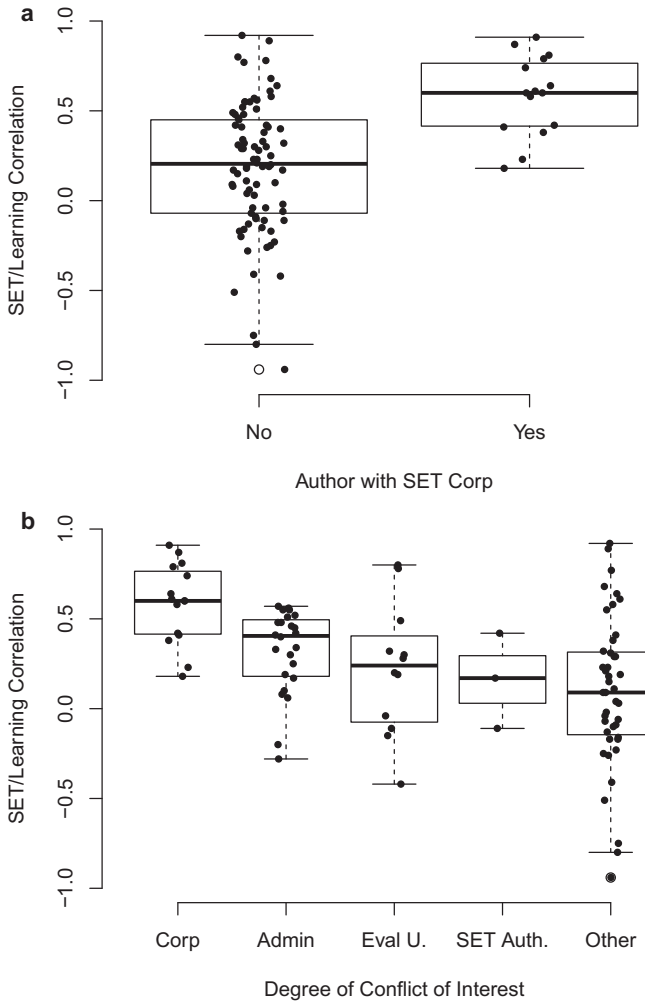 a
SET/Learning Correlation
1.0
0.5
0.0
−0.5
−1.0
No Yes
Author with SET Corp
b
SET/Learning Correlation
1.0
0.5
0.0
−0.5
−1.0
Corp Admin Eval U. SET Auth. Other
Degree of Conflict of Interest